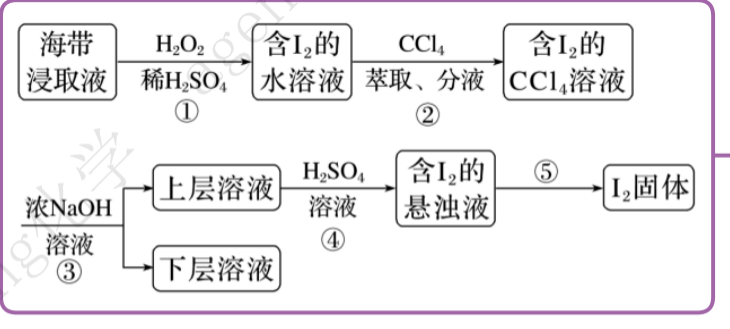 海带
浸取液
H₂O₂
稀H₂SO₄
①
含I₂的
水溶液
CCl₄
萃取、分液
②
含I₂的
CCl₄溶液
浓NaOH
溶液
③
上层溶液
下层溶液
H₂SO₄
溶液
④
含I₂的
悬浊液
⑤
I₂固体
化学